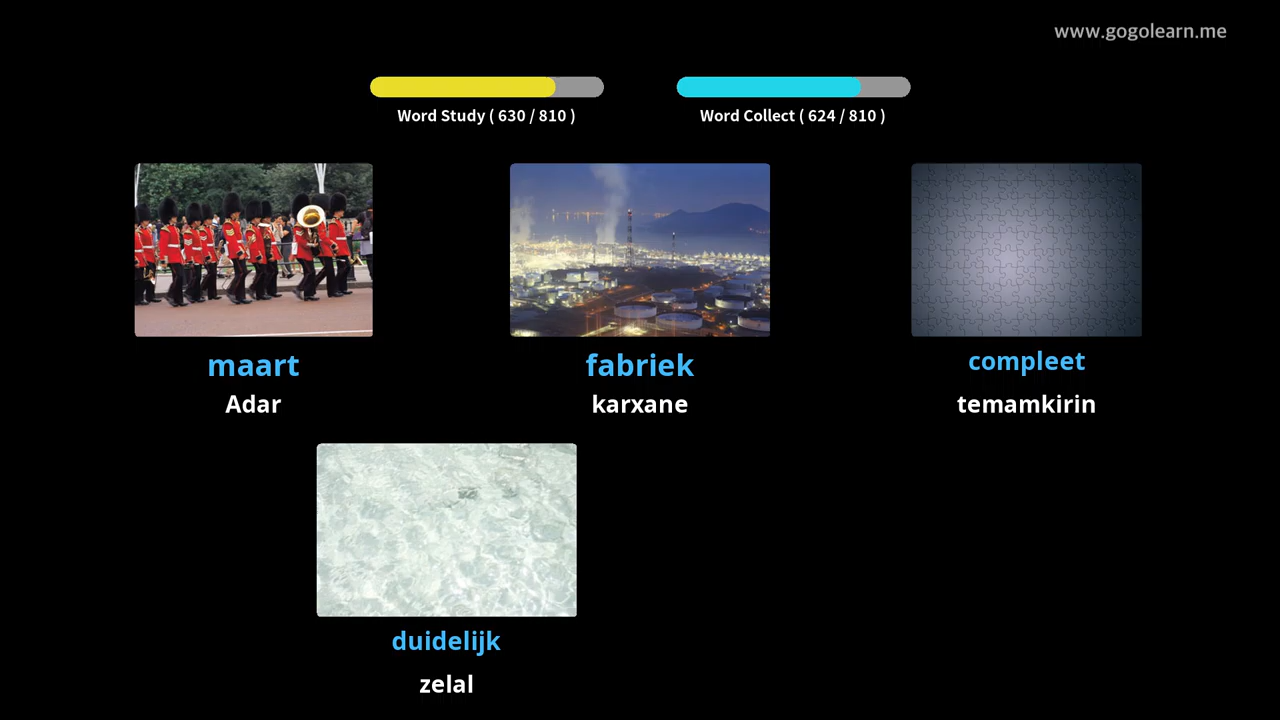 www.gogolearn.me
Word Study ( 630 / 810 )
Word Collect ( 624 / 810 )
maart
Adar
fabriek
karxane
compleet
temamkirin
duidelijk
zelal